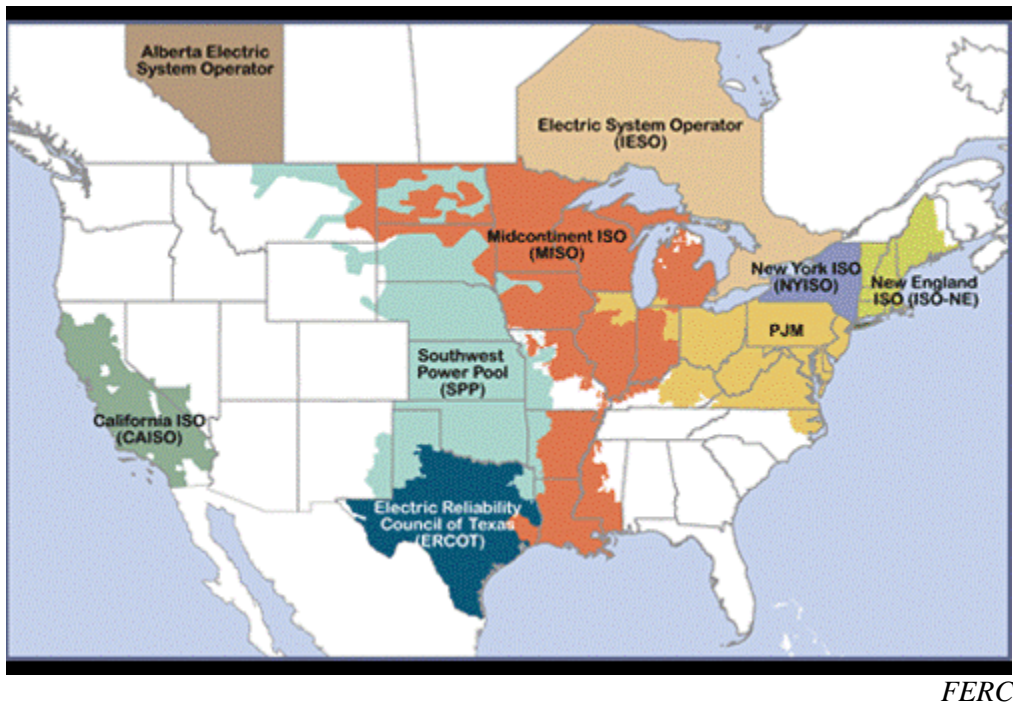 Alberta Electric
System Operator
Electric System Operator
(IESO)
Midcontinent ISO
(MISO)
New York ISO
(NYISO)
New England
ISO (ISO-NE)
PJM
Southwest
Power Pool
(SPP)
California ISO
(CAISO)
Electric Reliability
Council of Texas
(ERCOT)
FERC